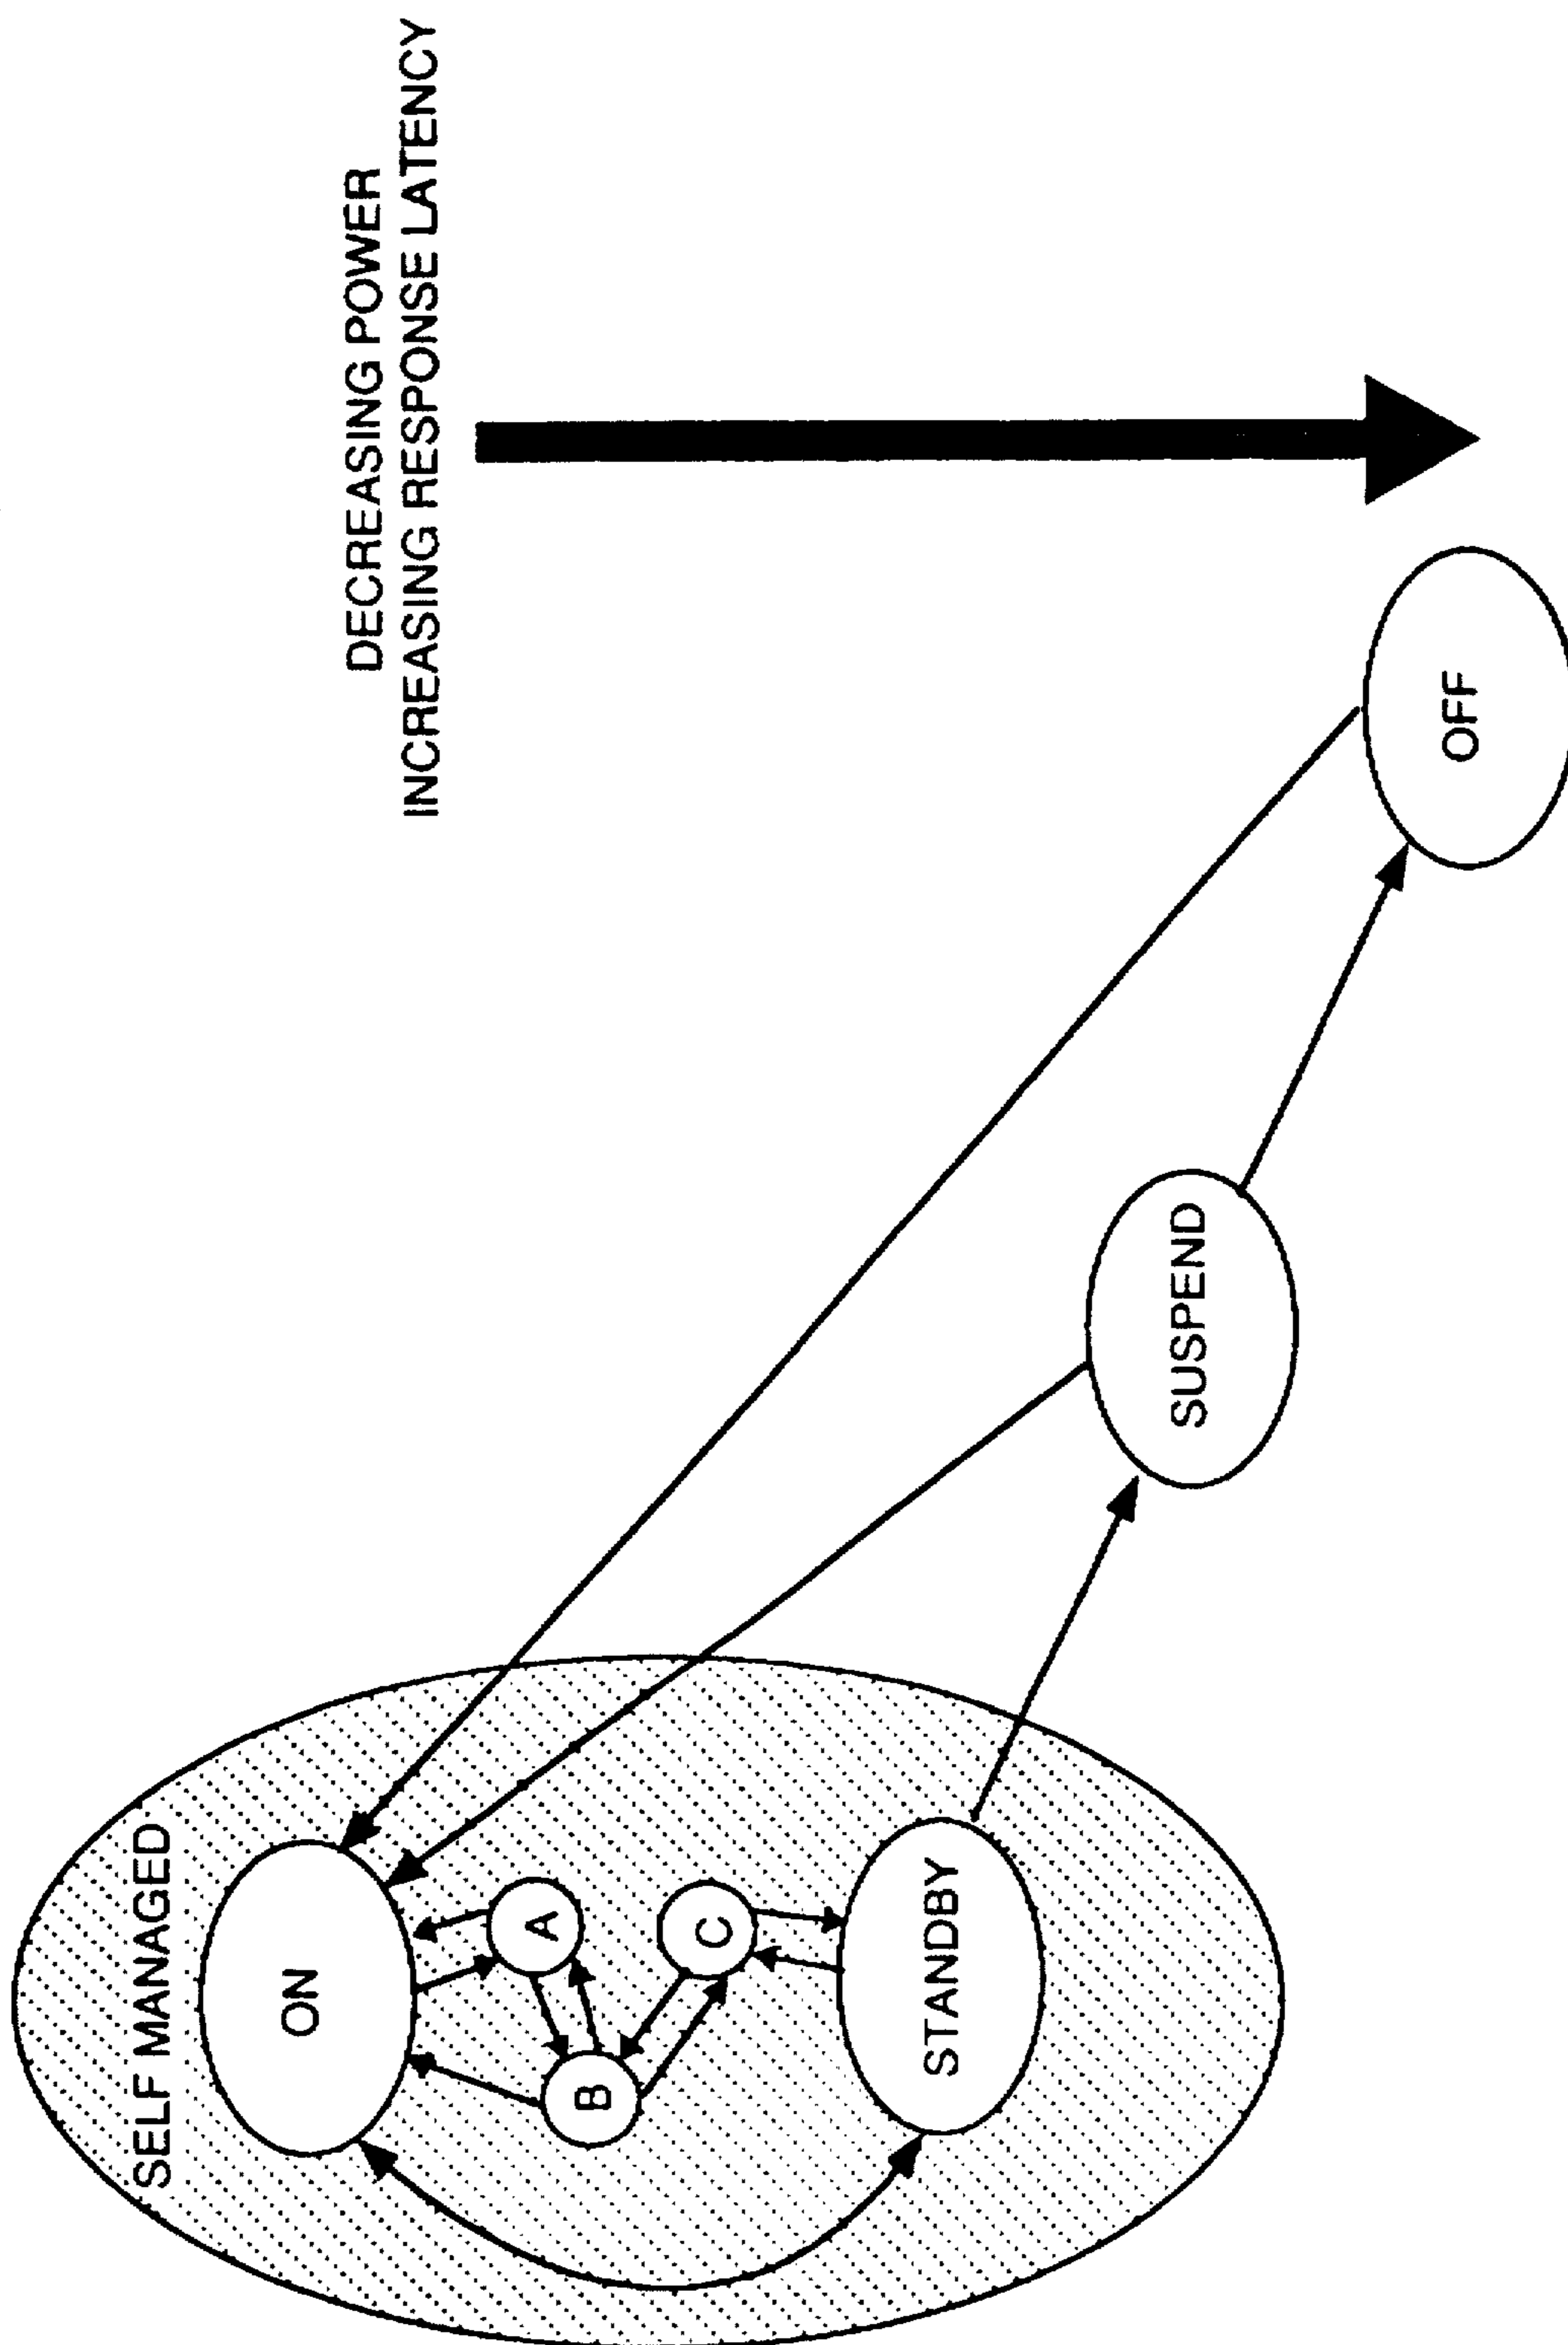 DECREASING POWER
INCREASING RESPONSE LATENCY
SELF MANAGED
ON
A
B
C
STANDBY
SUSPEND
OFF